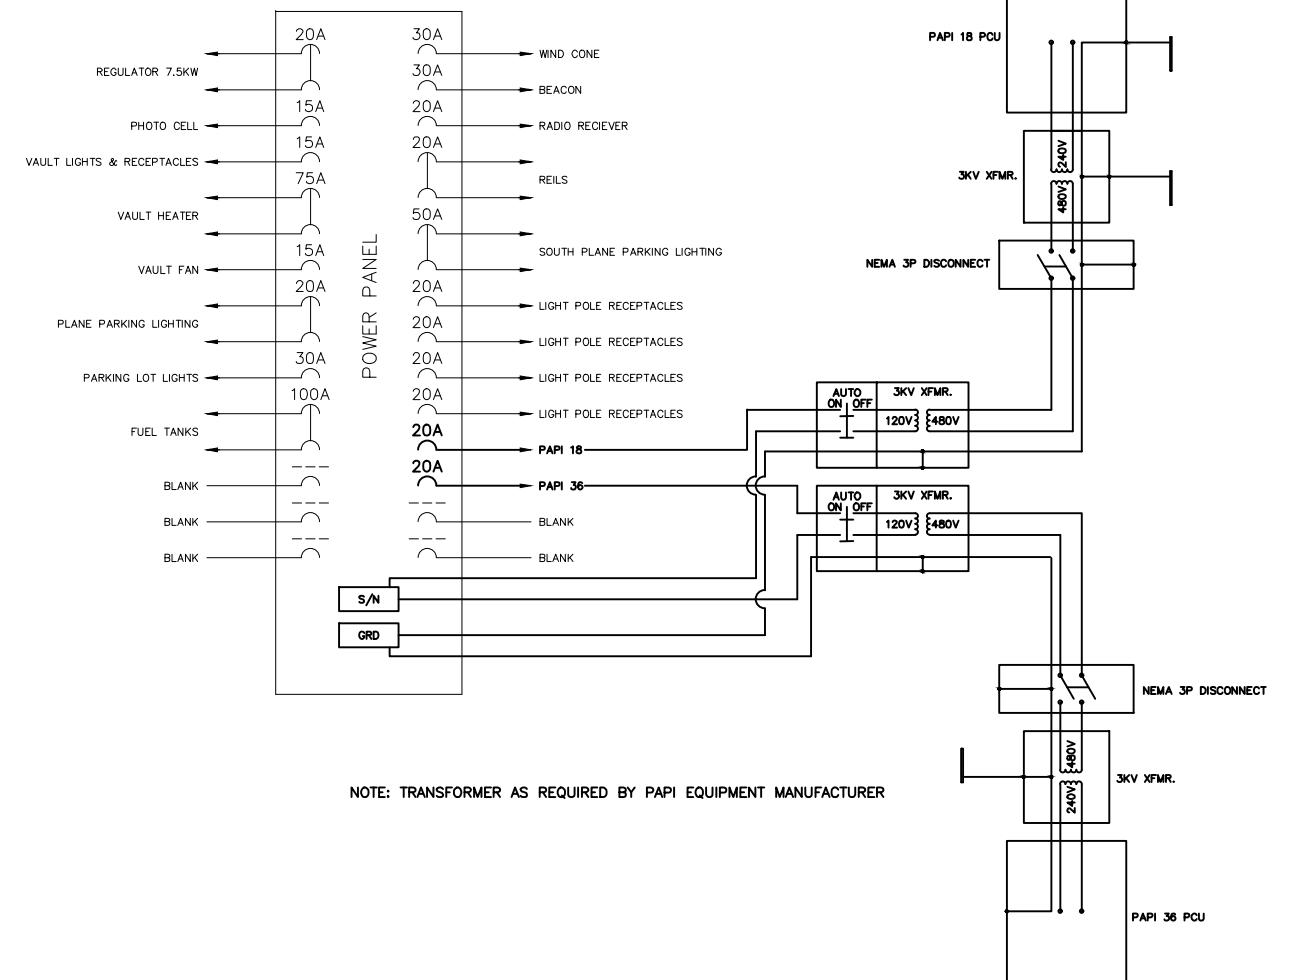 20A
REGULATOR 7.5KW
15A
PHOTO CELL
15A
VAULT LIGHTS & RECEPTACLES
75A
VAULT HEATER
15A
VAULT FAN
20A
PLANE PARKING LIGHTING
30A
PARKING LOT LIGHTS
100A
FUEL TANKS
BLANK
BLANK
BLANK
POWER PANEL
30A
WIND CONE
30A
BEACON
20A
RADIO RECIEVER
20A
REILS
50A
SOUTH PLANE PARKING LIGHTING
20A
LIGHT POLE RECEPTACLES
20A
LIGHT POLE RECEPTACLES
20A
LIGHT POLE RECEPTACLES
20A
LIGHT POLE RECEPTACLES
20A
PAPI 18
20A
PAPI 36
BLANK
BLANK
S/N
GRD
PAPI 18 PCU
240V
3KV XFMR.
480V
NEMA 3P DISCONNECT
AUTO
ON OFF
3KV XFMR.
120V 480V
AUTO
ON OFF
3KV XFMR.
120V 480V
NEMA 3P DISCONNECT
480V
3KV XFMR.
240V
PAPI 36 PCU
NOTE: TRANSFORMER AS REQUIRED BY PAPI EQUIPMENT MANUFACTURER